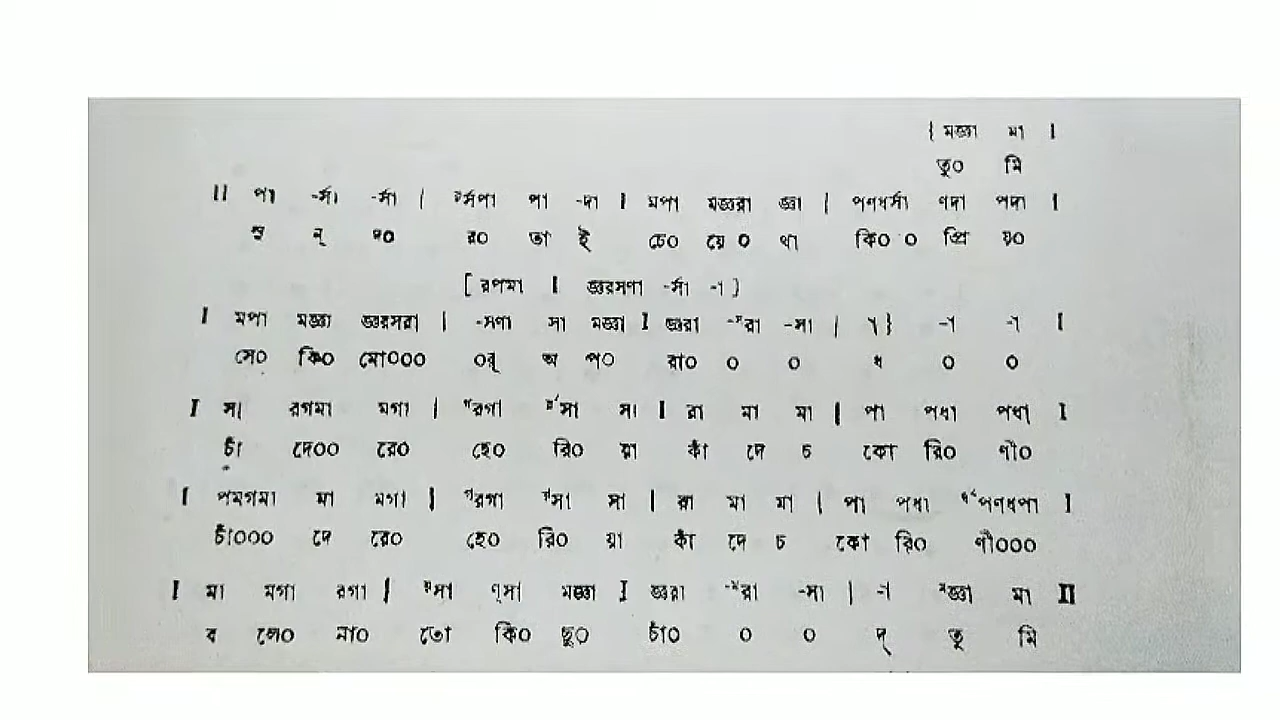 { মজ্ঞা মা I
তু০ মি
II পা -র্সা -র্সা | র্সপা পা -দা I মপা মজ্ঞরা জ্ঞা | পণধর্সা ণদা পদা I
সু ন্ দ০ র০ তা ই চে০ য়ে ০ থা কি০ ০ প্রি য়০
[ রপমা I জ্ঞরসণা -র্সা -া }
I মপা মজ্ঞা জ্ঞরসরা | -সণা সা মজ্ঞা I জ্ঞরা -সরা -সা | া } -া -া I
সে০ কি০ মো০০০ ০র্ অ প০ রা০ ০ ০ ধ ০ ০
I সা রগমা মগা | রগা সা সা I রা মা মা | পা পধা পধা I
চাঁ দে০০ রে০ হে০ রি০ য়া কাঁ দে চ কো রি০ ণী০
I পমগমা মা মগা | রগা সা সা | রা মা মা | পা পধা পণধপা I
চাঁ০০০ দে রে০ হে০ রি০ য়া কাঁ দে চ কো রি০ ণী০০০
I মা মগা রগা | সা ণ্সা মজ্ঞা I জ্ঞরা -সরা -সা | -া জ্ঞা মা II
ব লে০ না০ তো কি০ ছু০ চাঁ০ ০ ০ দ্ তু মি